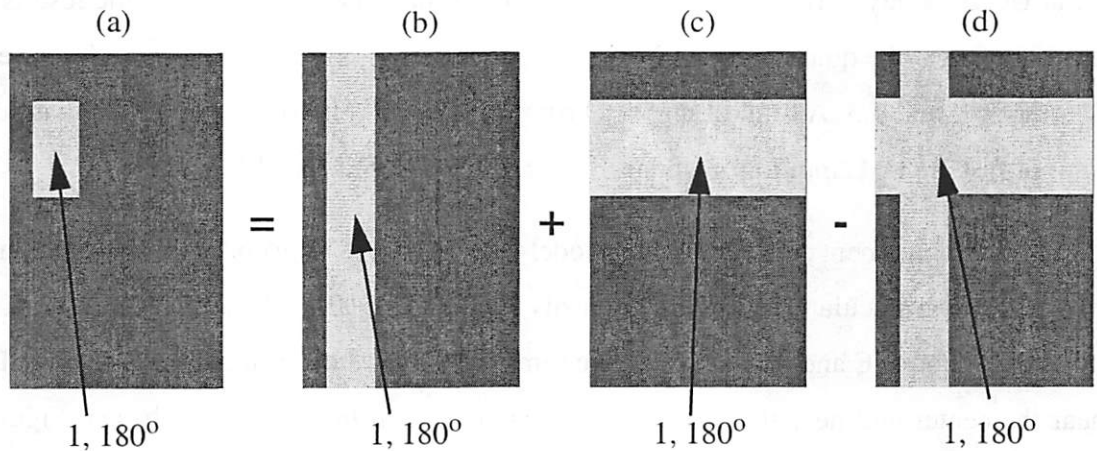 (a) (b) (c) (d)
= + -
1, 180° 1, 180° 1, 180° 1, 180°